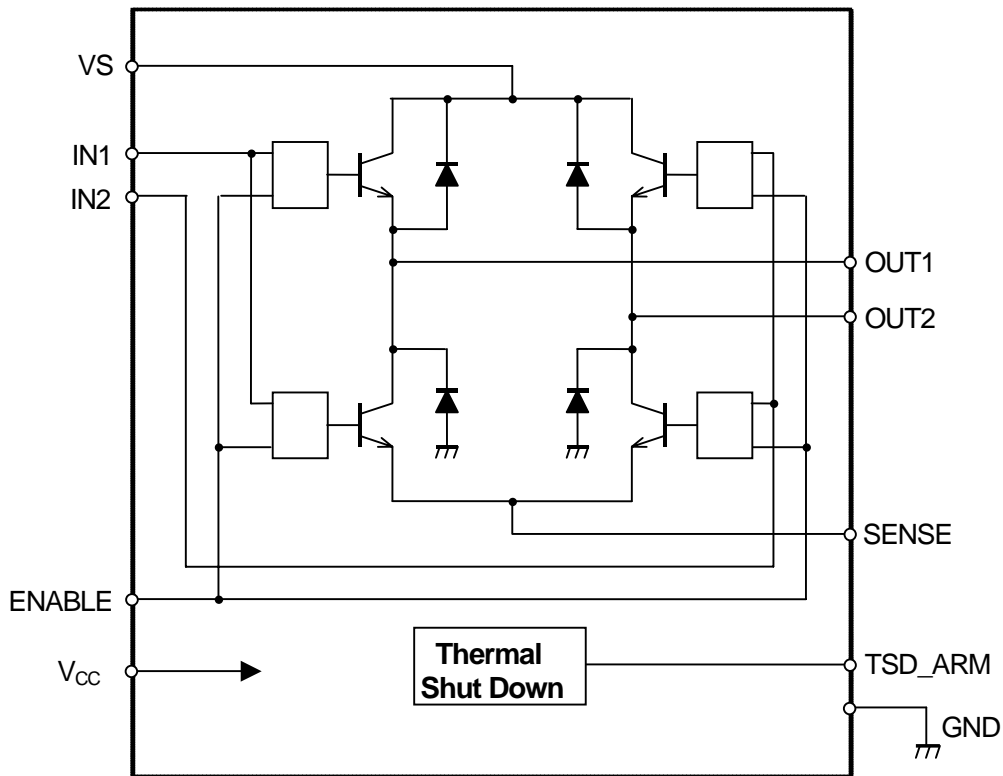 VS
IN1
IN2
OUT1
OUT2
SENSE
ENABLE
VCC
Thermal
Shut Down
TSD_ARM
GND